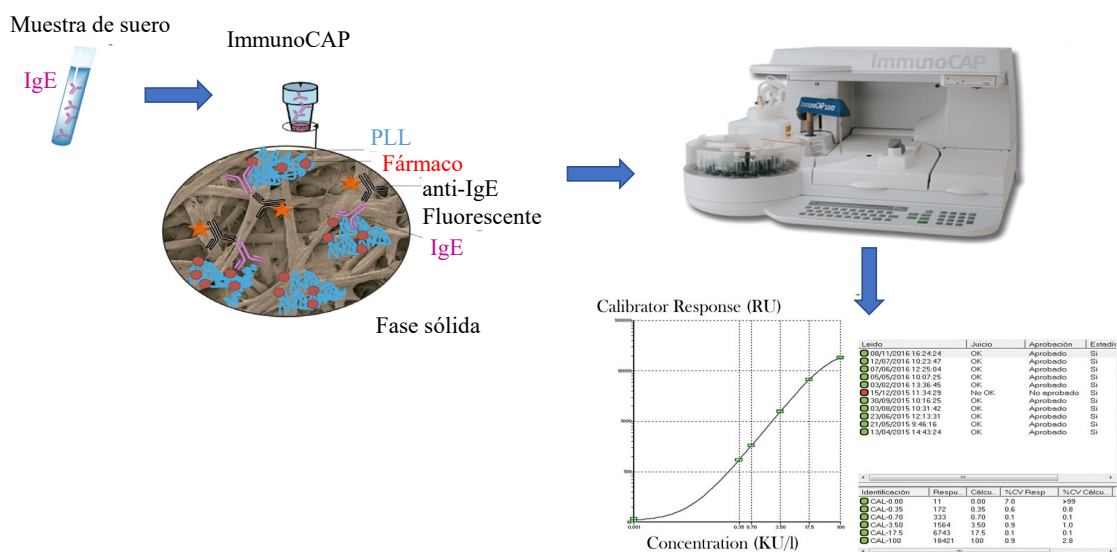 Muestra de suero
ImmunoCAP
IgE
PLL
Fármaco
anti-IgE
Fluorescente
IgE
Fase sólida
ImmunoCAP
ImmunoCAP 100
Calibrator Response (RU)
100000
10000
1000
100
0.001 0.35 0.70 3.50 17.5 100
Concentration (KU/l)
Leido Juicio Aprobación Estadí
08/11/2016 16:24:24 OK Aprobado Si
12/07/2016 10:23:47 OK Aprobado Si
07/06/2016 12:25:04 OK Aprobado Si
05/05/2016 10:07:25 OK Aprobado Si
03/02/2016 13:36:45 OK Aprobado Si
15/12/2015 11:34:29 No OK No aprobado Si
30/09/2015 10:16:25 OK Aprobado Si
03/08/2015 10:31:42 OK Aprobado Si
23/06/2015 12:13:31 OK Aprobado Si
21/05/2015 9:46:16 OK Aprobado Si
13/04/2015 14:43:24 OK Aprobado Si
Identificación Respu... Cálcu... %CV Resp %CV Cálcu...
CAL-0.00 11 0.00 7.0 >99
CAL-0.35 172 0.35 0.6 0.8
CAL-0.70 333 0.70 0.1 0.1
CAL-3.50 1564 3.50 0.9 1.0
CAL-17.5 6743 17.5 0.1 0.1
CAL-100 18421 100 0.9 2.8